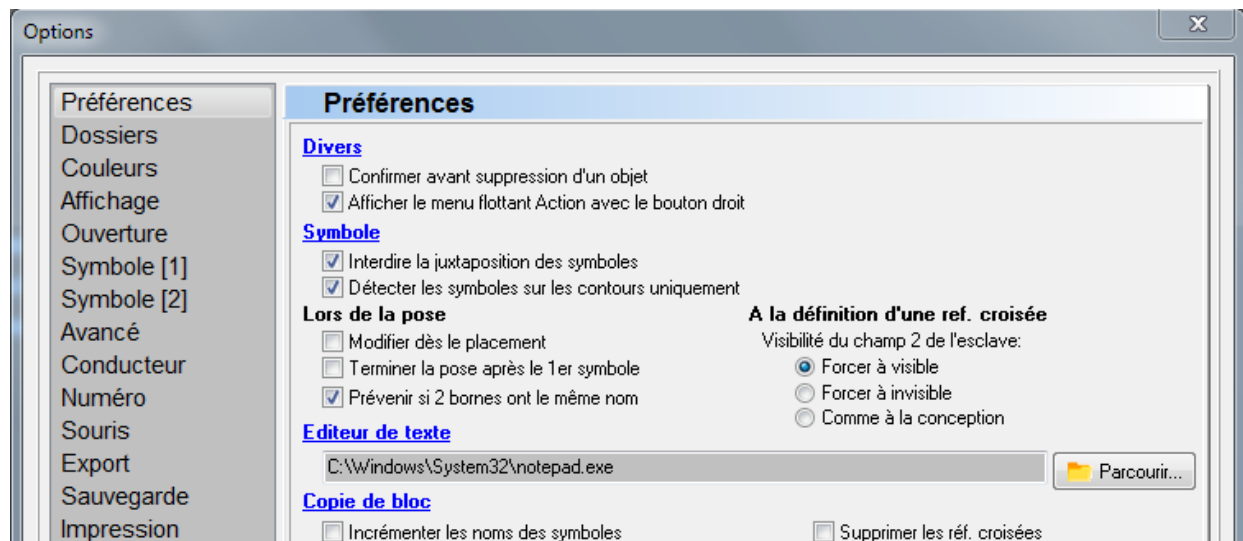 Options
Préférences
Dossiers
Couleurs
Affichage
Ouverture
Symbole [1]
Symbole [2]
Avancé
Conducteur
Numéro
Souris
Export
Sauvegarde
Impression
Préférences
Divers
Confirmer avant suppression d'un objet
Afficher le menu flottant Action avec le bouton droit
Symbole
Interdire la juxtaposition des symboles
Détecter les symboles sur les contours uniquement
Lors de la pose
Modifier dès le placement
Terminer la pose après le 1er symbole
Prévenir si 2 bornes ont le même nom
A la définition d'une ref. croisée
Visibilité du champ 2 de l'esclave:
Forcer à visible
Forcer à invisible
Comme à la conception
Editeur de texte
C:\Windows\System32\notepad.exe
Parcourir...
Copie de bloc
Incrémenter les noms des symboles
Supprimer les réf. croisées